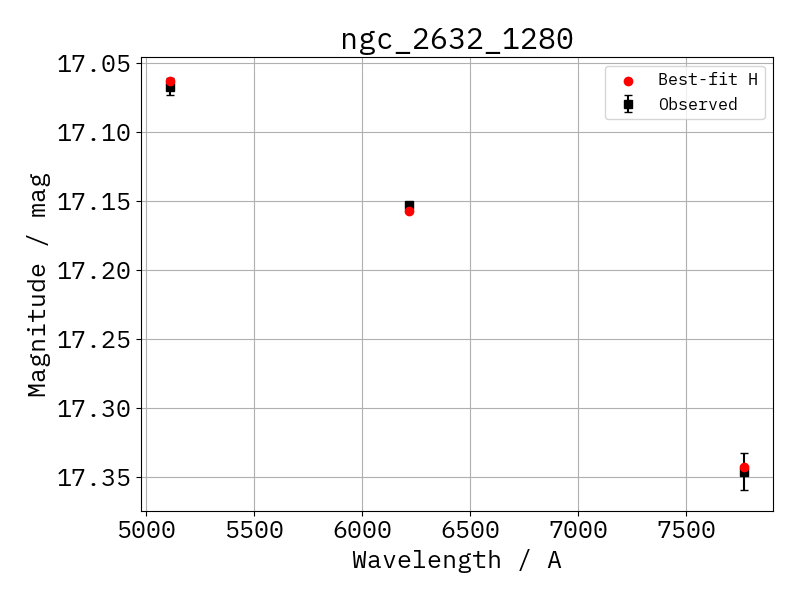 ngc_2632_1280
Best-fit H
Observed
17.05
17.10
17.15
17.20
17.25
17.30
17.35
Magnitude / mag
5000 5500 6000 6500 7000 7500
Wavelength / A